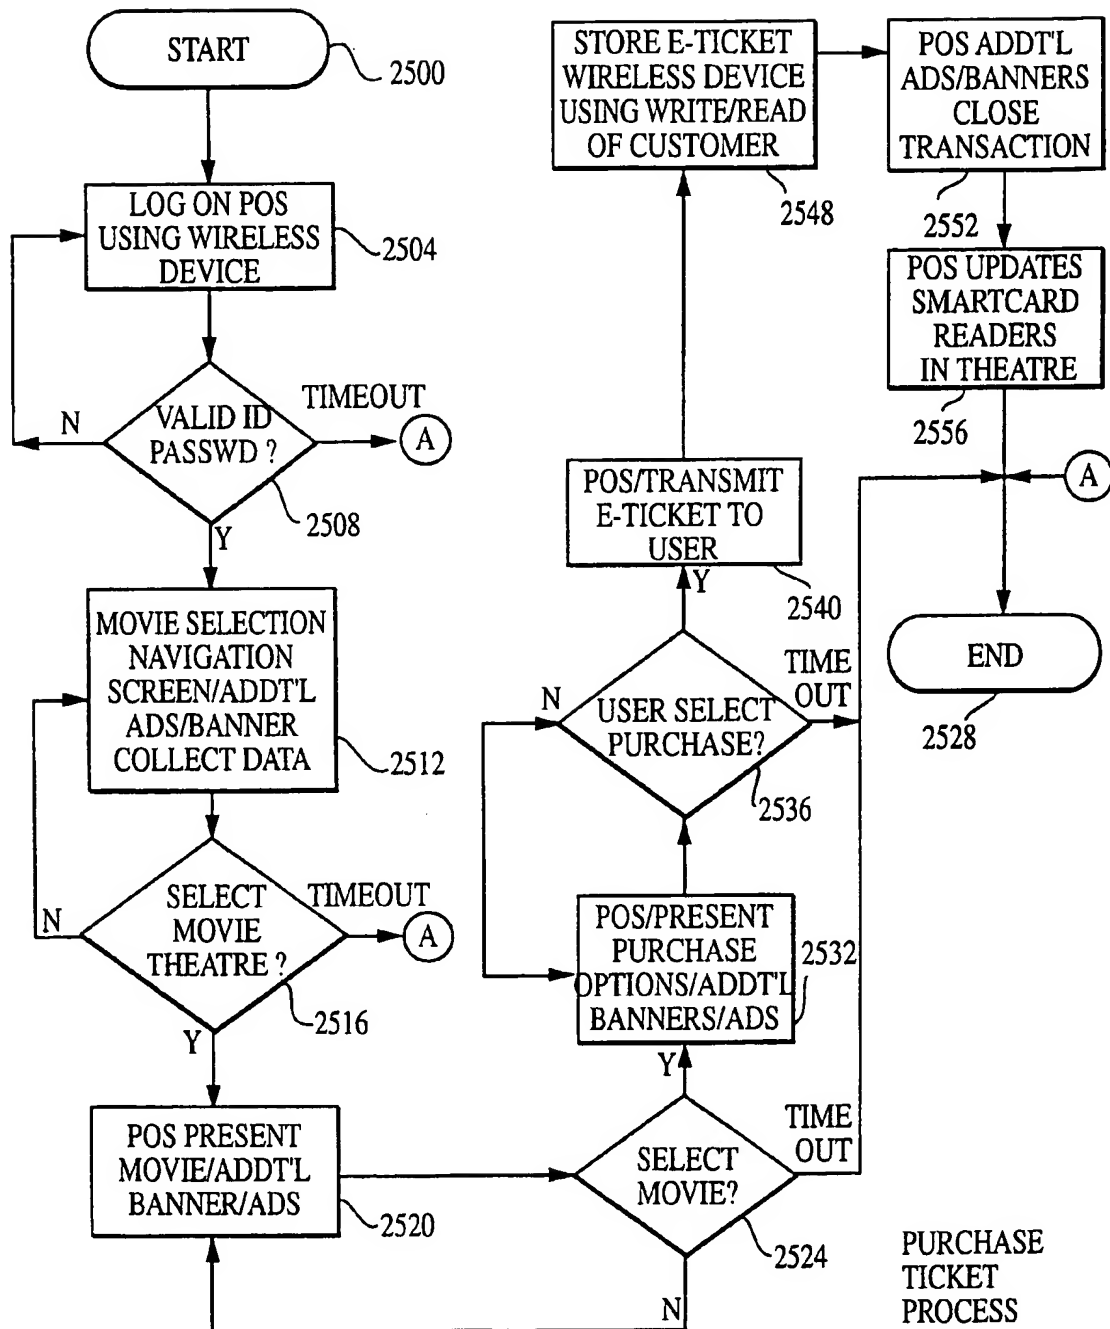 START
2500
LOG ON POS
USING WIRELESS
DEVICE
2504
VALID ID
PASSWD ?
N
TIMEOUT
A
2508
Y
MOVIE SELECTION
NAVIGATION
SCREEN/ADDT'L
ADS/BANNER
COLLECT DATA
2512
SELECT
MOVIE
THEATRE ?
N
TIMEOUT
A
2516
Y
POS PRESENT
MOVIE/ADDT'L
BANNER/ADS
2520
SELECT
MOVIE?
TIME
OUT
2524
N
Y
POS/PRESENT
PURCHASE
OPTIONS/ADDT'L
BANNERS/ADS
2532
USER SELECT
PURCHASE?
N
TIME
OUT
2536
Y
POS/TRANSMIT
E-TICKET TO
USER
2540
STORE E-TICKET
WIRELESS DEVICE
USING WRITE/READ
OF CUSTOMER
2548
POS ADDT'L
ADS/BANNERS
CLOSE
TRANSACTION
2552
POS UPDATES
SMARTCARD
READERS
IN THEATRE
2556
A
END
2528
PURCHASE
TICKET
PROCESS